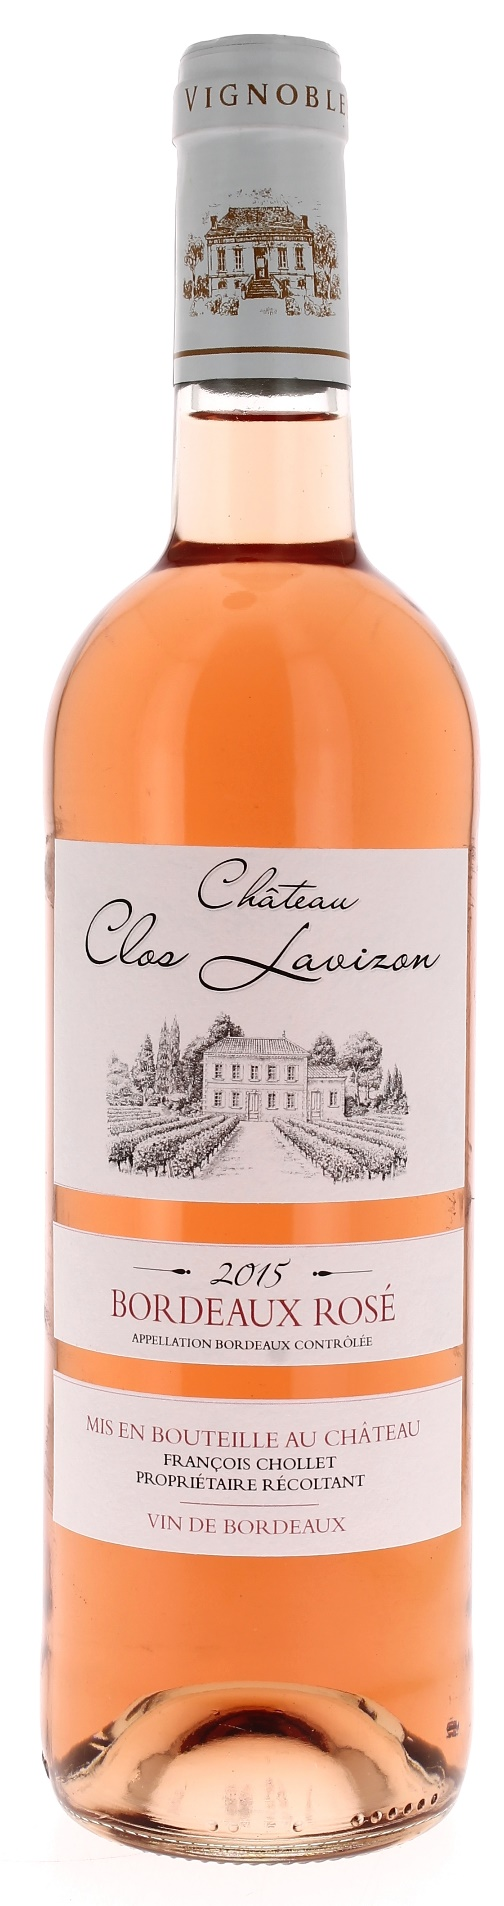 VIGNOBLE
Château
Clos Lavizon
2015
BORDEAUX ROSÉ
APPELLATION BORDEAUX CONTRÔLÉE
MIS EN BOUTEILLE AU CHÂTEAU
FRANÇOIS CHOLLET
PROPRIÉTAIRE RÉCOLTANT
VIN DE BORDEAUX